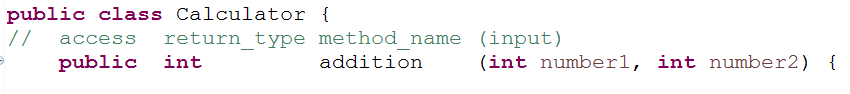 public class Calculator {
//  access  return_type method_name (input)
    public  int         addition    (int number1, int number2) {